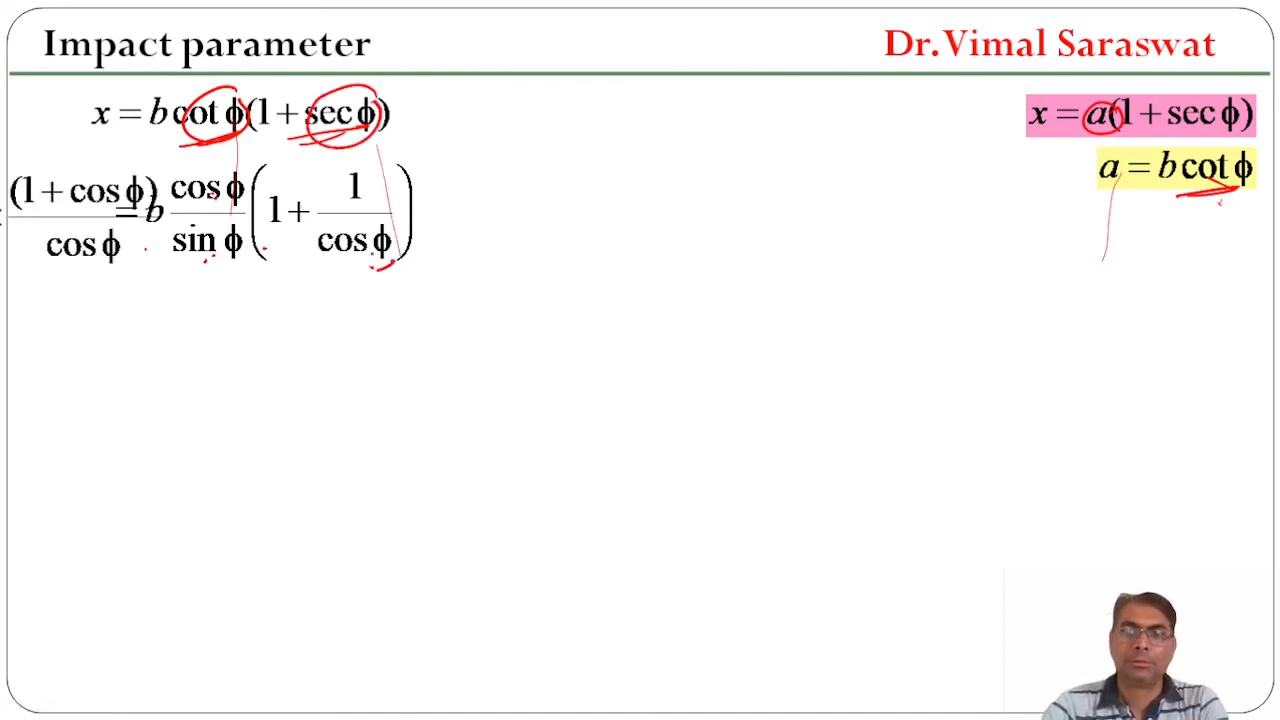 Impact parameter
Dr.Vimal Saraswat
x = b cot ϕ(1 + sec ϕ)
x = a(1 + sec ϕ)
a = b cot ϕ
(1 + cos ϕ)
cos ϕ
= b cos ϕ / sin ϕ (1 + 1 / cos ϕ)